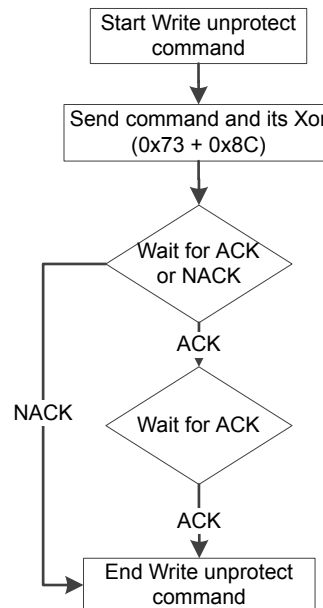 Start Write unprotect
command
Send command and its Xor
(0x73 + 0x8C)
Wait for ACK
or NACK
ACK
NACK
Wait for ACK
ACK
End Write unprotect
command